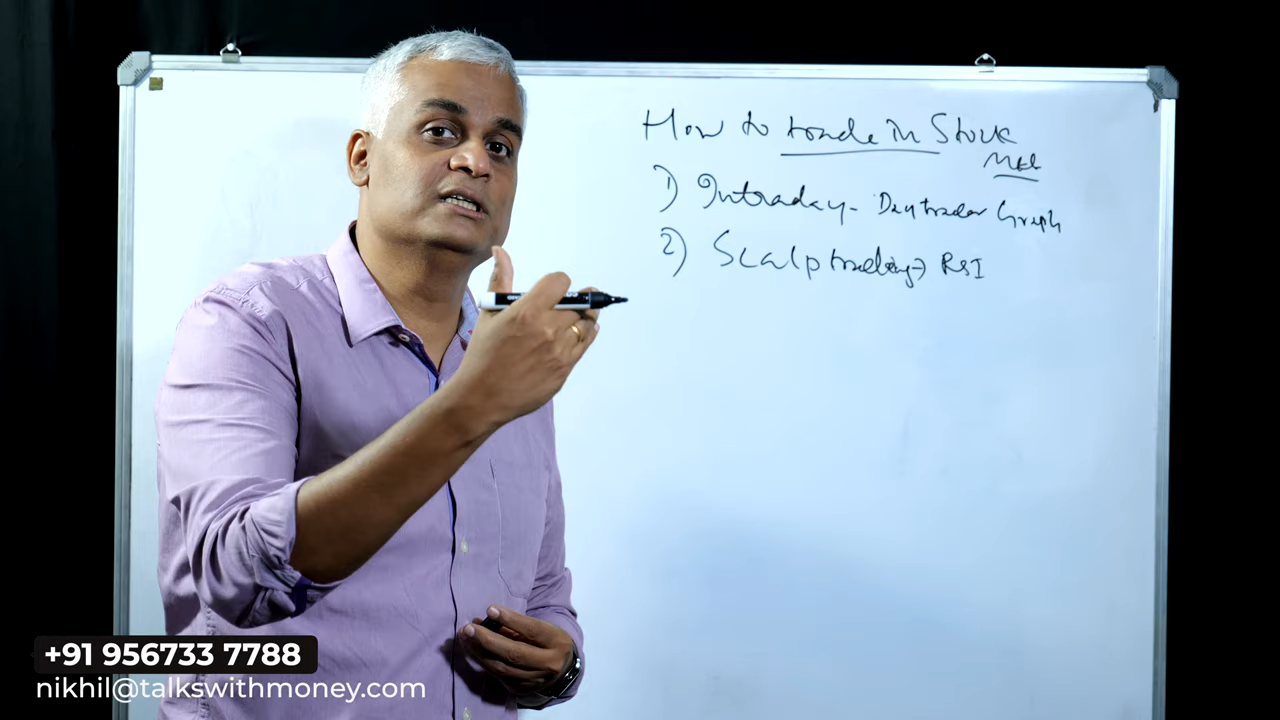 How to trade in Stock
Mkt
1) Intraday - Daytrader Graph
2) Scalp trading → RSI
+91 956733 7788
nikhil@talkswithmoney.com